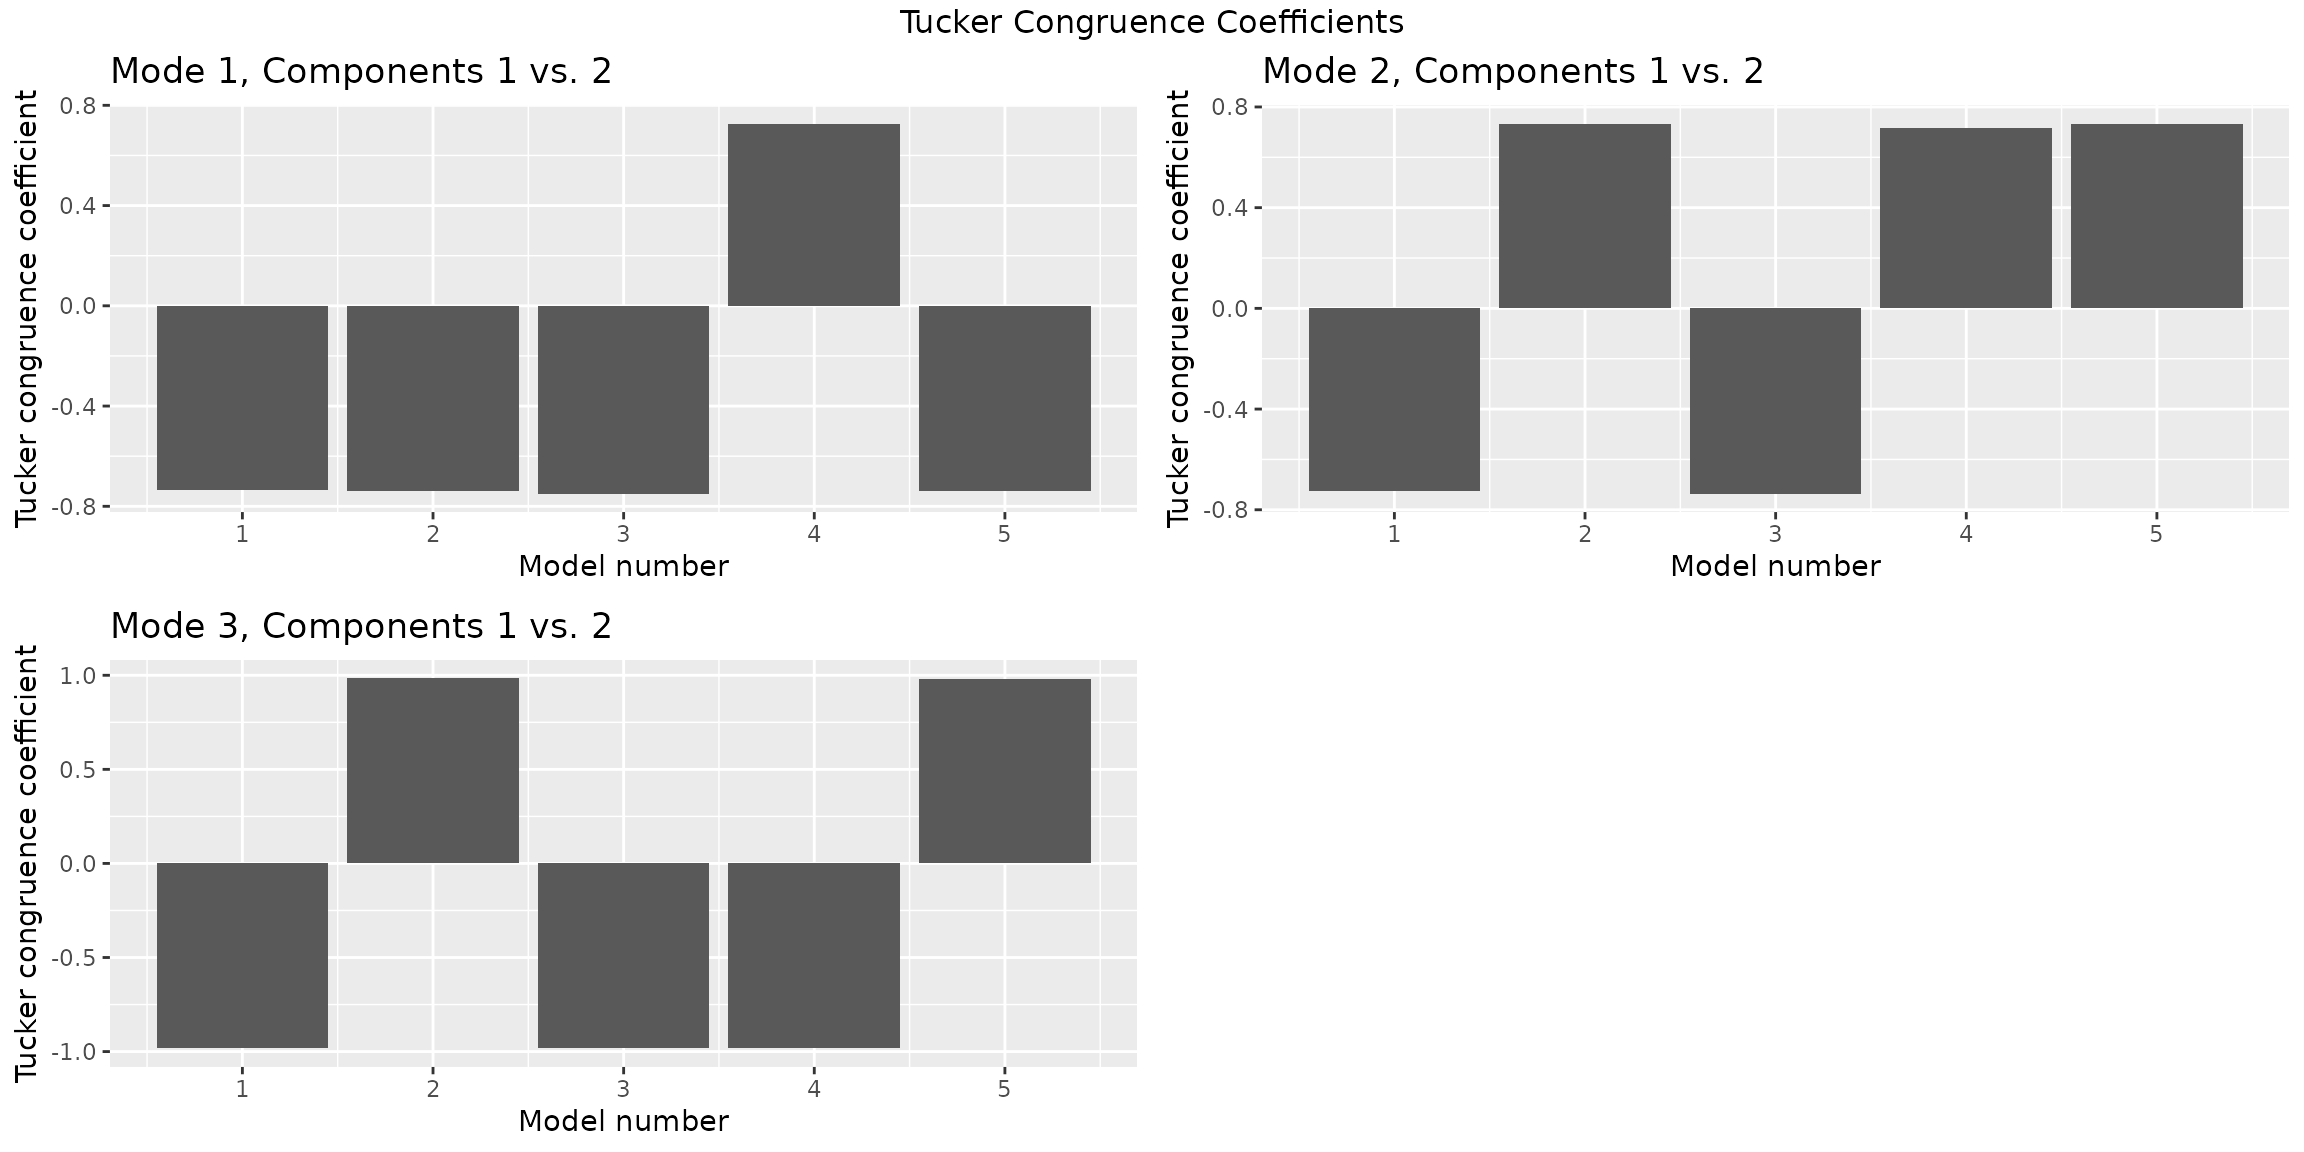 Tucker Congruence Coefficients
Mode 1, Components 1 vs. 2
Tucker congruence coefficient
0.8
0.4
0.0
-0.4
-0.8
1 2 3 4 5
Model number
Mode 2, Components 1 vs. 2
Tucker congruence coefficient
0.8
0.4
0.0
-0.4
-0.8
1 2 3 4 5
Model number
Mode 3, Components 1 vs. 2
Tucker congruence coefficient
1.0
0.5
0.0
-0.5
-1.0
1 2 3 4 5
Model number